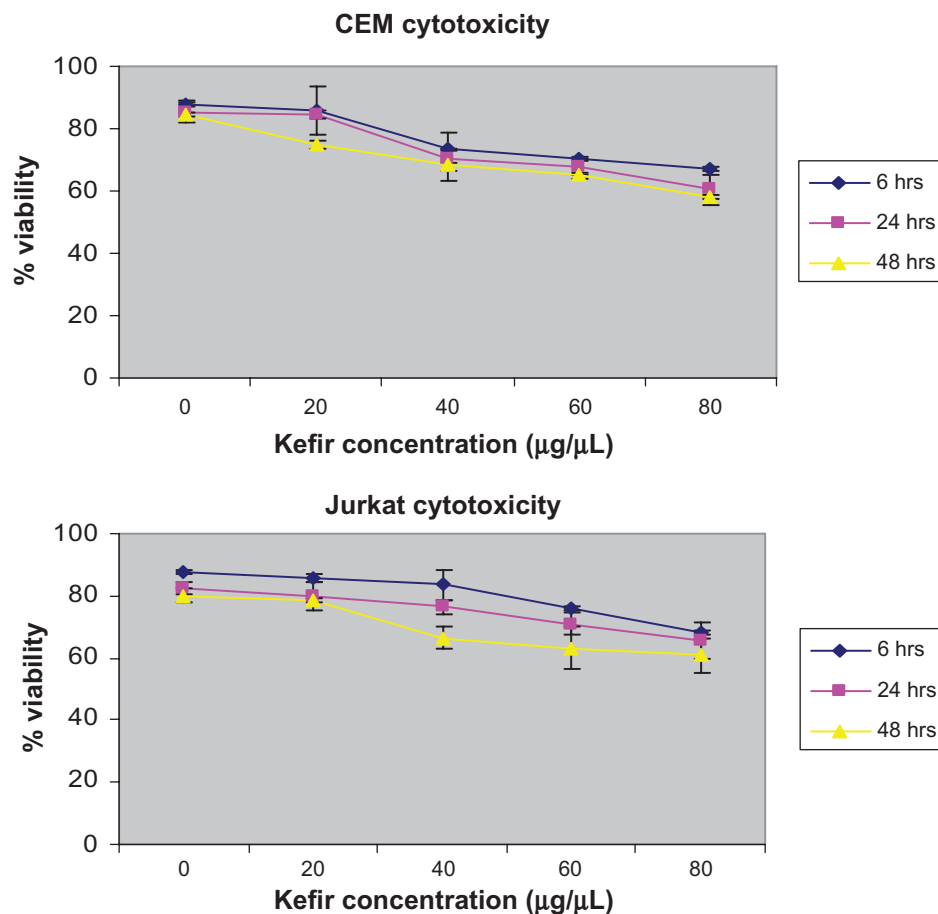 CEM cytotoxicity
100
80
60
40
20
0
% viability
0 20 40 60 80
Kefir concentration (μg/μL)
6 hrs
24 hrs
48 hrs
Jurkat cytotoxicity
100
80
60
40
20
0
% viability
0 20 40 60 80
Kefir concentration (μg/μL)
6 hrs
24 hrs
48 hrs